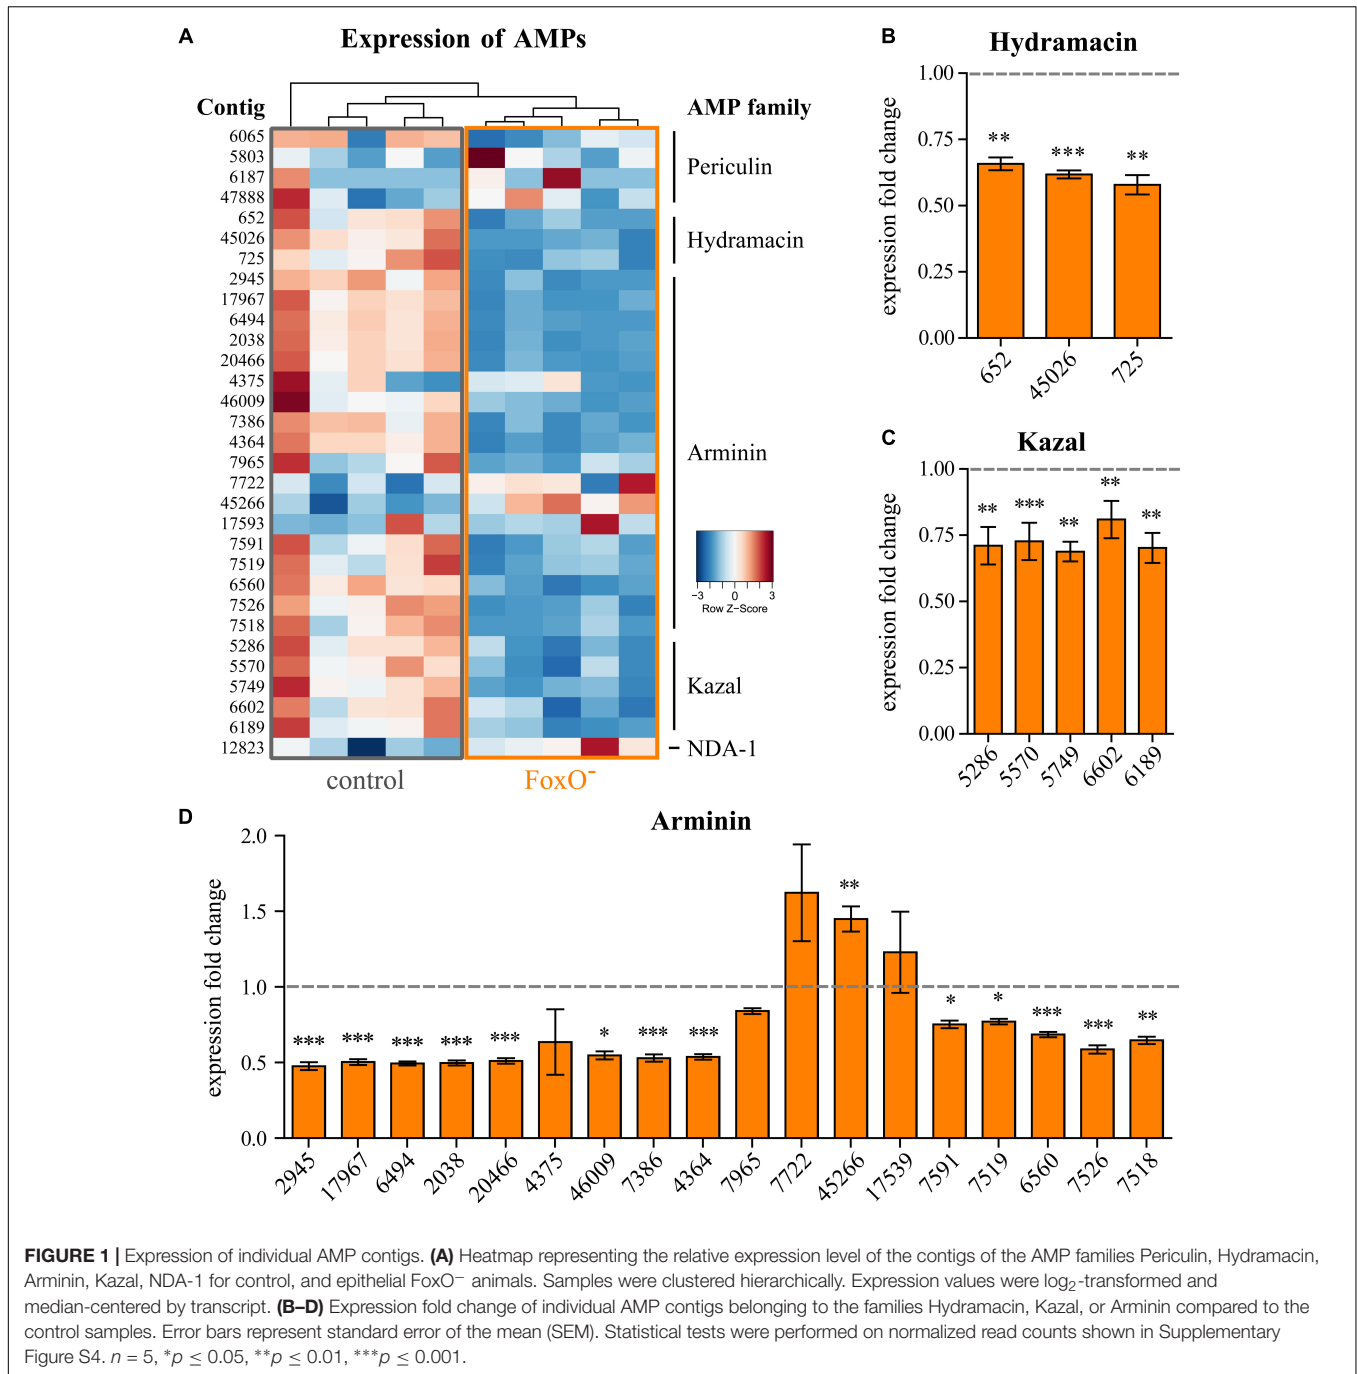 A
Expression of AMPs
Contig
AMP family
6065
5803
6187
47888
652
45026
725
2945
17967
6494
2038
20466
4375
46009
7386
4364
7965
7722
45266
17593
7591
7519
6560
7526
7518
5286
5570
5749
6602
6189
12823
Periculin
Hydramacin
Arminin
Kazal
NDA-1
−3 0 3
Row Z−Score
control
FoxO⁻
B
Hydramacin
expression fold change
1.00
0.75
0.50
0.25
0.00
** *** **
652 45026 725
C
Kazal
expression fold change
1.00
0.75
0.50
0.25
0.00
** *** ** ** **
5286 5570 5749 6602 6189
D
Arminin
expression fold change
2.0
1.5
1.0
0.5
0.0
*** *** *** *** *** * *** *** ** * * *** *** **
2945 17967 6494 2038 20466 4375 46009 7386 4364 7965 7722 45266 17539 7591 7519 6560 7526 7518
FIGURE 1 | Expression of individual AMP contigs. (A) Heatmap representing the relative expression level of the contigs of the AMP families Periculin, Hydramacin,
Arminin, Kazal, NDA-1 for control, and epithelial FoxO⁻ animals. Samples were clustered hierarchically. Expression values were log₂-transformed and
median-centered by transcript. (B–D) Expression fold change of individual AMP contigs belonging to the families Hydramacin, Kazal, or Arminin compared to the
control samples. Error bars represent standard error of the mean (SEM). Statistical tests were performed on normalized read counts shown in Supplementary
Figure S4. n = 5, *p ≤ 0.05, **p ≤ 0.01, ***p ≤ 0.001.